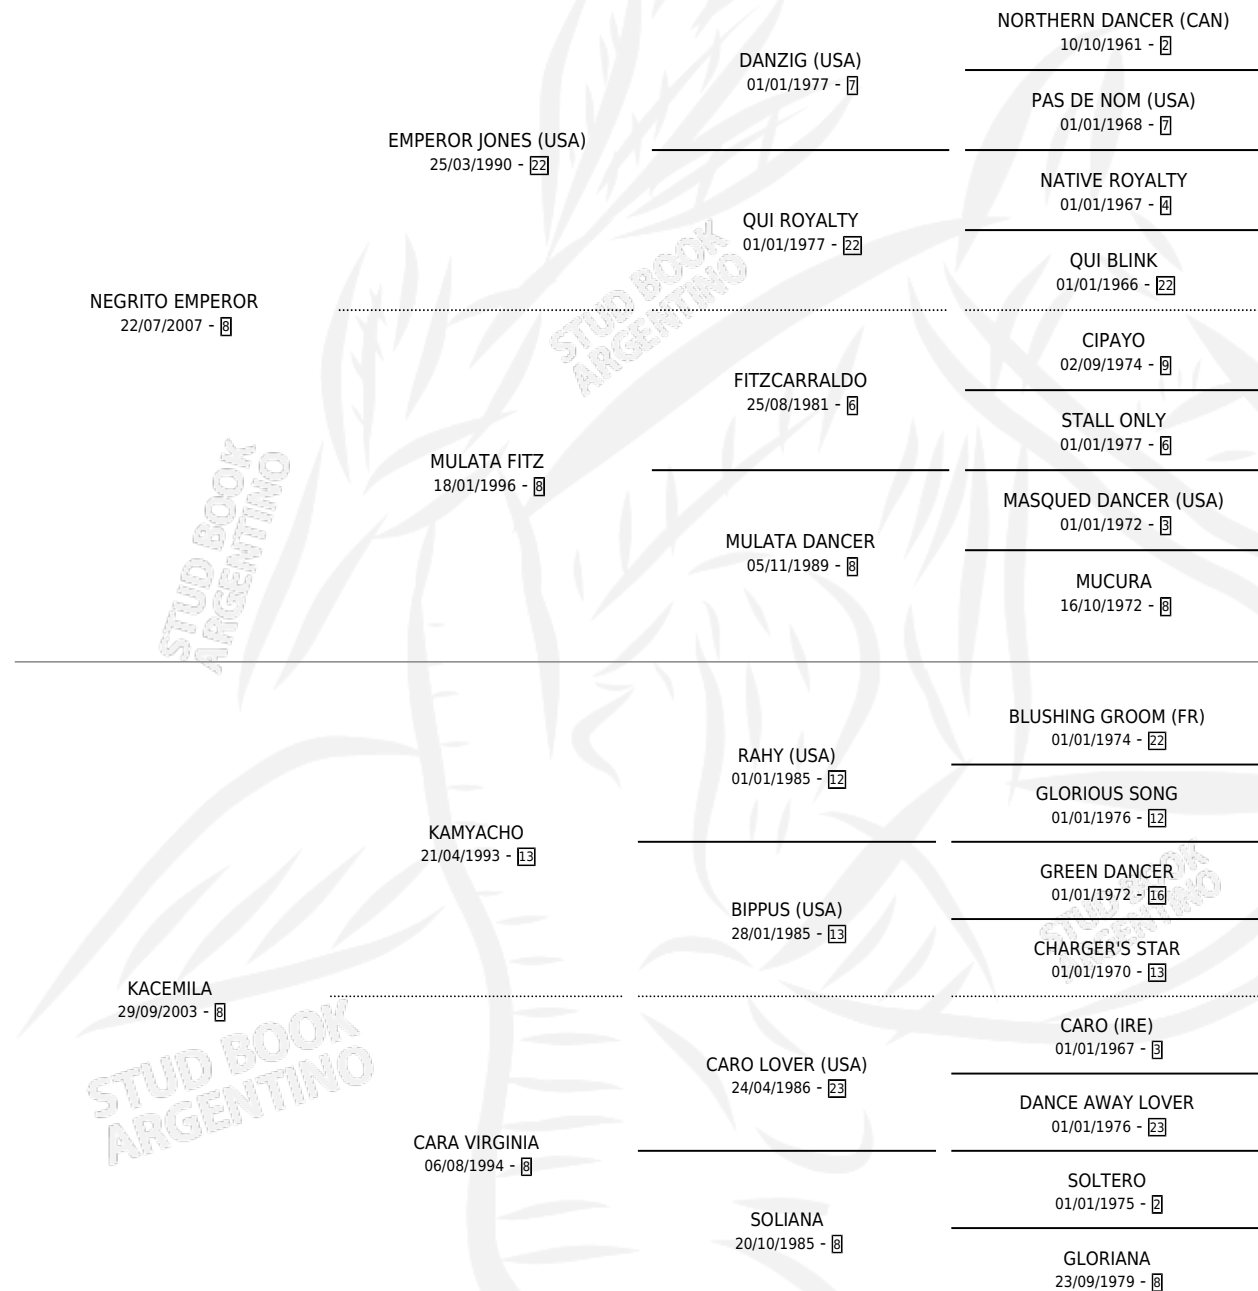 NORTHERN DANCER (CAN)
10/10/1961 - 2
DANZIG (USA)
01/01/1977 - 7
PAS DE NOM (USA)
01/01/1968 - 7
EMPEROR JONES (USA)
25/03/1990 - 22
NATIVE ROYALTY
01/01/1967 - 4
QUI ROYALTY
01/01/1977 - 22
QUI BLINK
01/01/1966 - 22
NEGRITO EMPEROR
22/07/2007 - 8
STUD BOOK
ARGENTINO
CIPAYO
02/09/1974 - 9
FITZCARRALDO
25/08/1981 - 6
STALL ONLY
01/01/1977 - 6
MULATA FITZ
18/01/1996 - 8
MASQUED DANCER (USA)
01/01/1972 - 3
MULATA DANCER
05/11/1989 - 8
MUCURA
16/10/1972 - 8
STUD BOOK
ARGENTINO
BLUSHING GROOM (FR)
01/01/1974 - 22
RAHY (USA)
01/01/1985 - 12
GLORIOUS SONG
01/01/1976 - 12
KAMYACHO
21/04/1993 - 13
GREEN DANCER
01/01/1972 - 16
BIPPUS (USA)
28/01/1985 - 13
STUD BOOK
ARGENTINO
CHARGER'S STAR
01/01/1970 - 13
KACEMILA
29/09/2003 - 8
CARO (IRE)
01/01/1967 - 3
CARO LOVER (USA)
24/04/1986 - 23
STUD BOOK
ARGENTINO
DANCE AWAY LOVER
01/01/1976 - 23
CARA VIRGINIA
06/08/1994 - 8
SOLTERO
01/01/1975 - 2
SOLIANA
20/10/1985 - 8
GLORIANA
23/09/1979 - 8